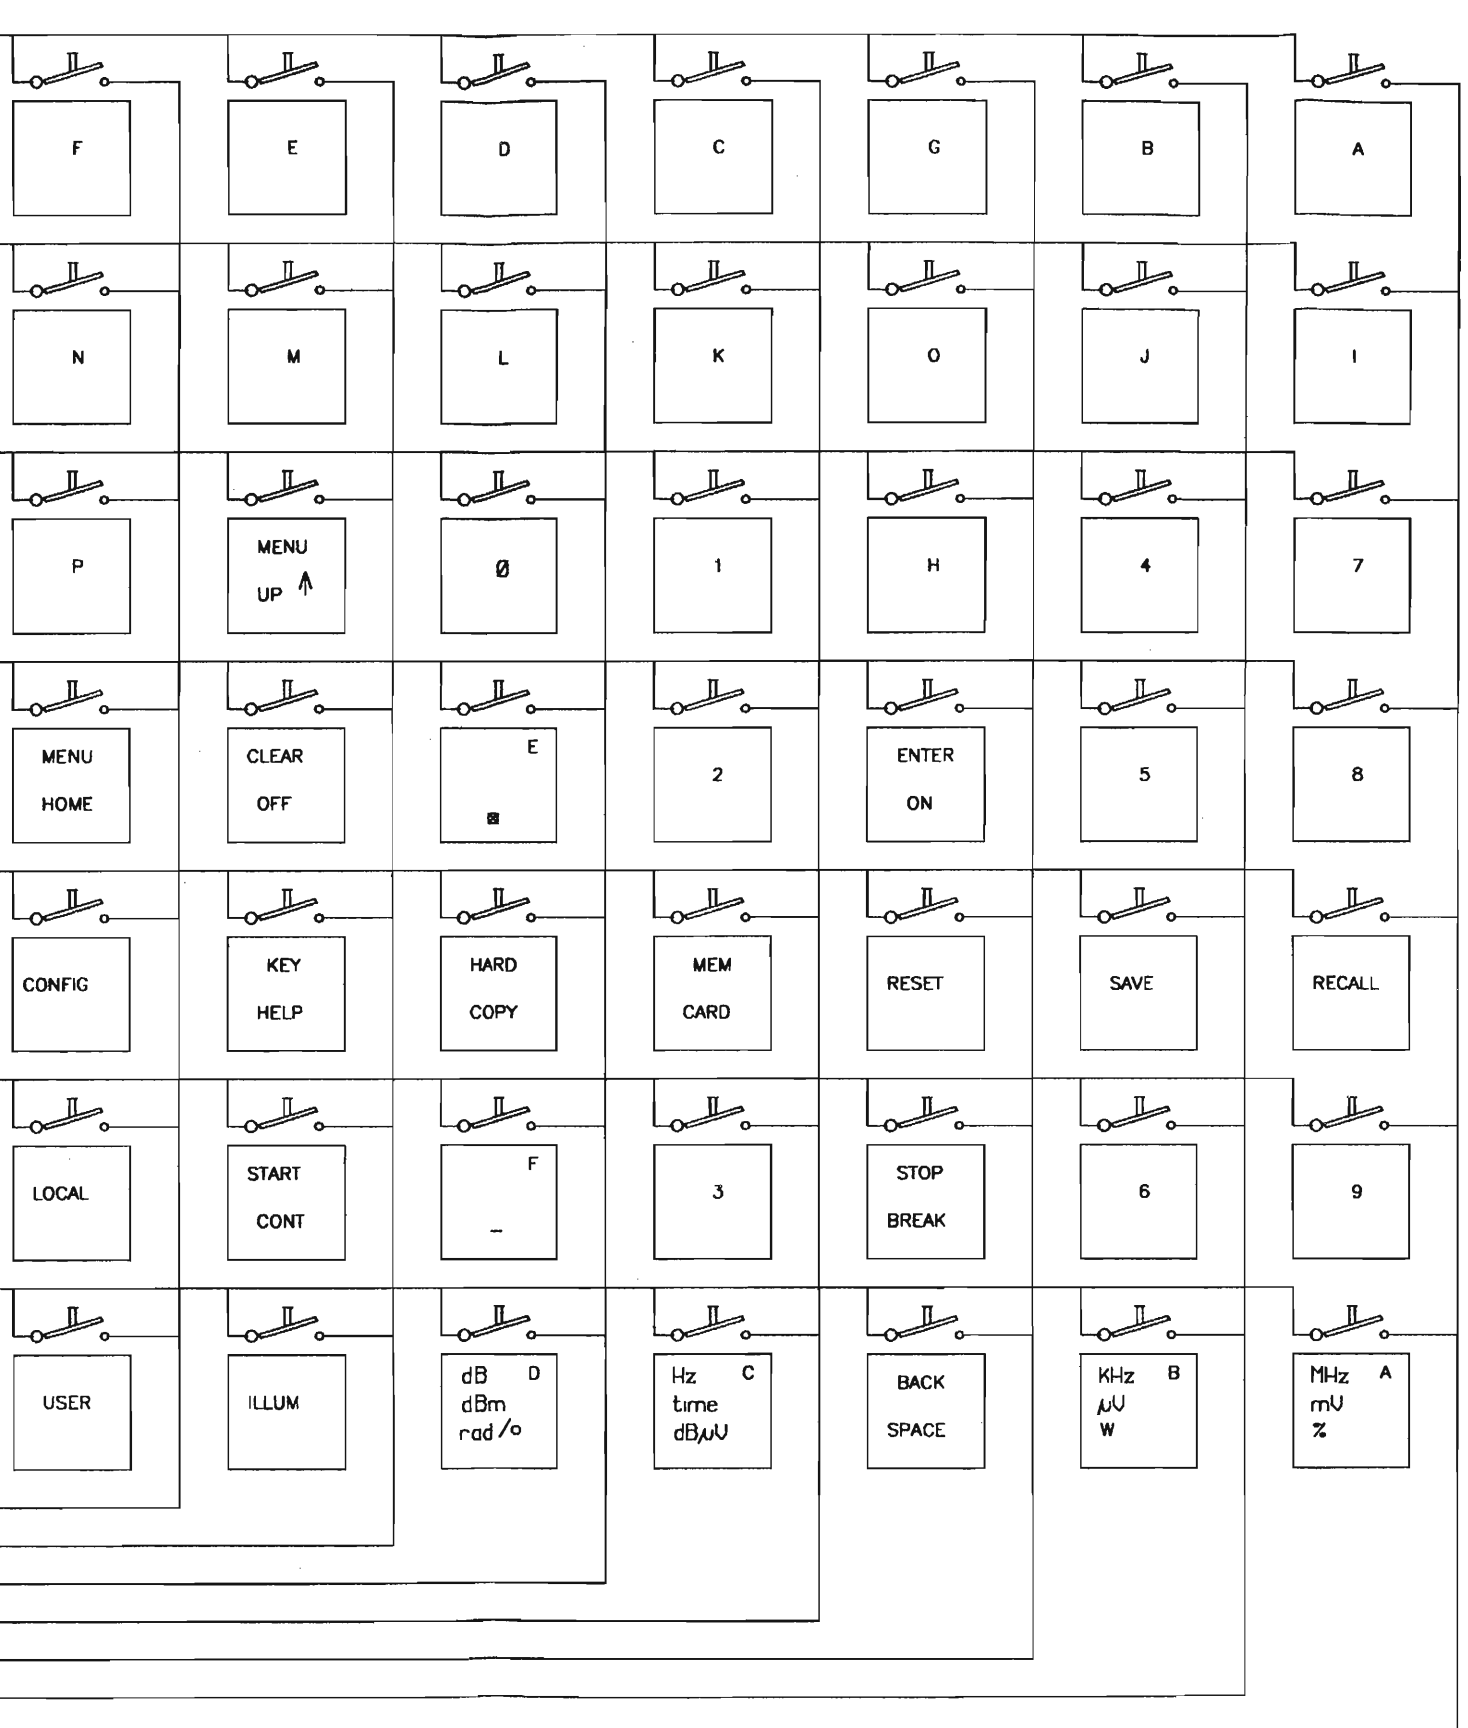 F E D C G B A
N M L K O J I
P MENU Ø 1 H 4 7
UP ↑
MENU CLEAR E 2 ENTER 5 8
HOME OFF . ON
CONFIG KEY HARD MEM RESET SAVE RECALL
HELP COPY CARD
LOCAL START F 3 STOP 6 9
CONT − BREAK
USER ILLUM dB D Hz C BACK KHz B MHz A
dBm time SPACE µV mV
rad/o dBµV W %